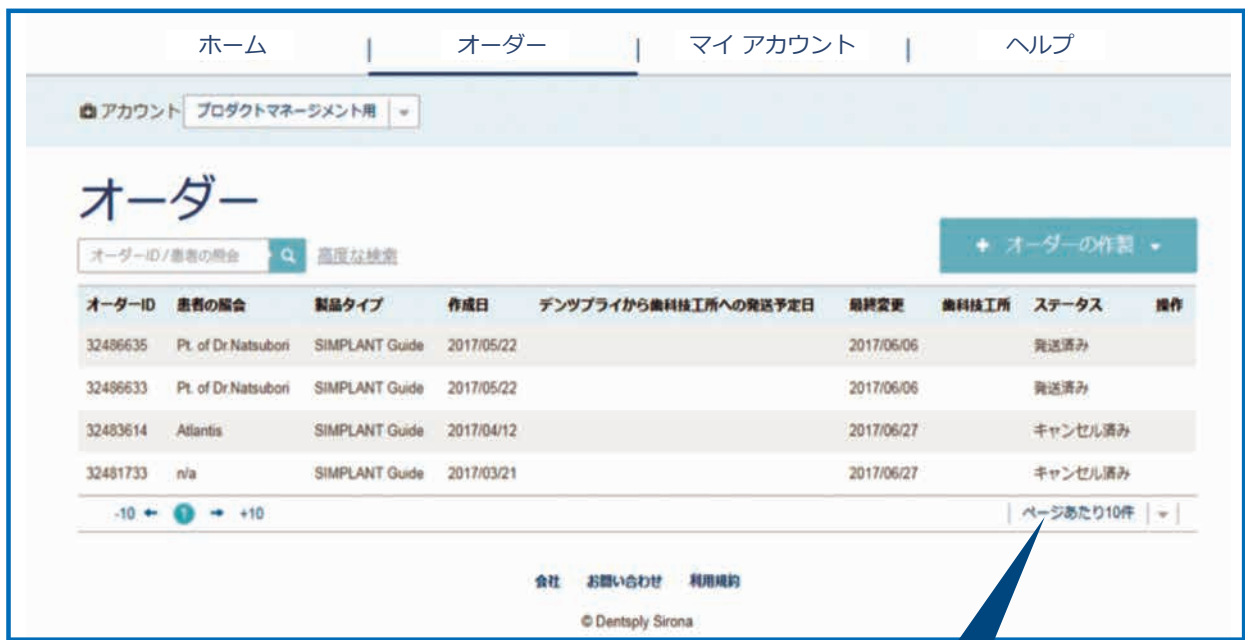 ホーム | オーダー | マイ アカウント | ヘルプ
アカウント プロダクトマネージメント用
オーダー
オーダーID/患者の照会 高度な検索 + オーダーの作製
オーダーID 患者の照会 製品タイプ 作成日 デンツプライから歯科技工所への発送予定日 最終変更 歯科技工所 ステータス 操作
32486635 Pt. of Dr.Natsubori SIMPLANT Guide 2017/05/22 2017/06/06 発送済み
32486633 Pt. of Dr.Natsubori SIMPLANT Guide 2017/05/22 2017/06/06 発送済み
32483614 Atlantis SIMPLANT Guide 2017/04/12 2017/06/27 キャンセル済み
32481733 n/a SIMPLANT Guide 2017/03/21 2017/06/27 キャンセル済み
-10 ← 1 → +10 ページあたり10件
会社 お問い合わせ 利用規約
© Dentsply Sirona